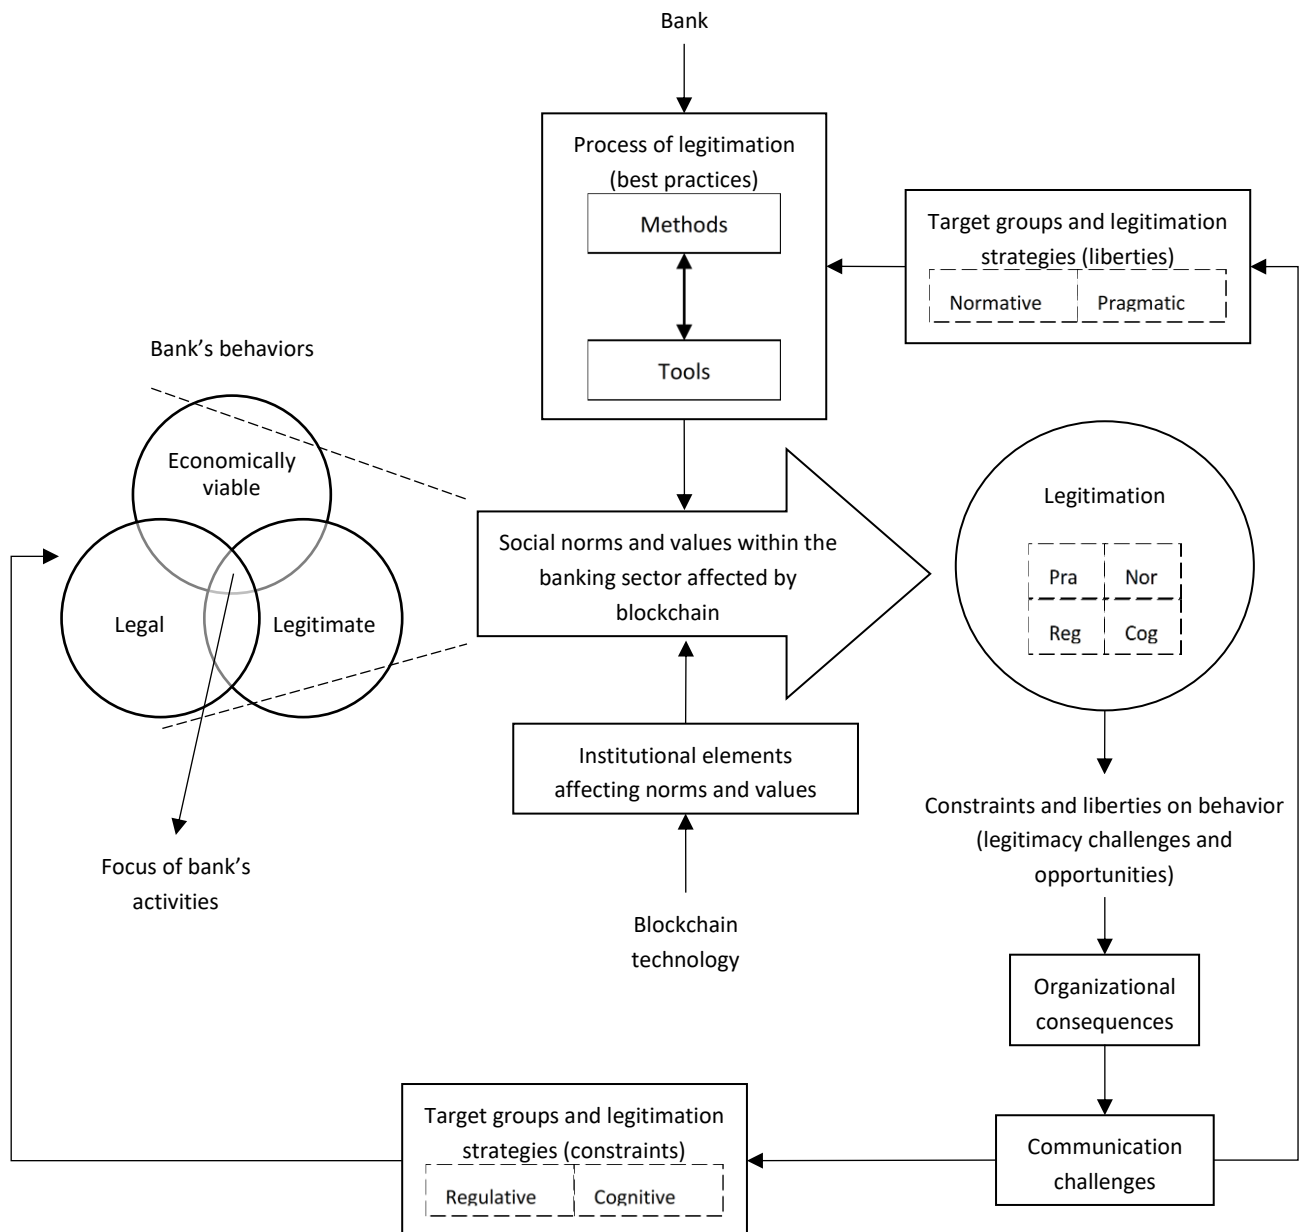 Bank
Process of legitimation
(best practices)
Methods
Tools
Target groups and legitimation
strategies (liberties)
Normative
Pragmatic
Bank’s behaviors
Economically
viable
Legal
Legitimate
Focus of bank’s
activities
Social norms and values within the
banking sector affected by
blockchain
Institutional elements
affecting norms and values
Blockchain
technology
Legitimation
Pra
Nor
Reg
Cog
Constraints and liberties on behavior
(legitimacy challenges and
opportunities)
Organizational
consequences
Communication
challenges
Target groups and legitimation
strategies (constraints)
Regulative
Cognitive